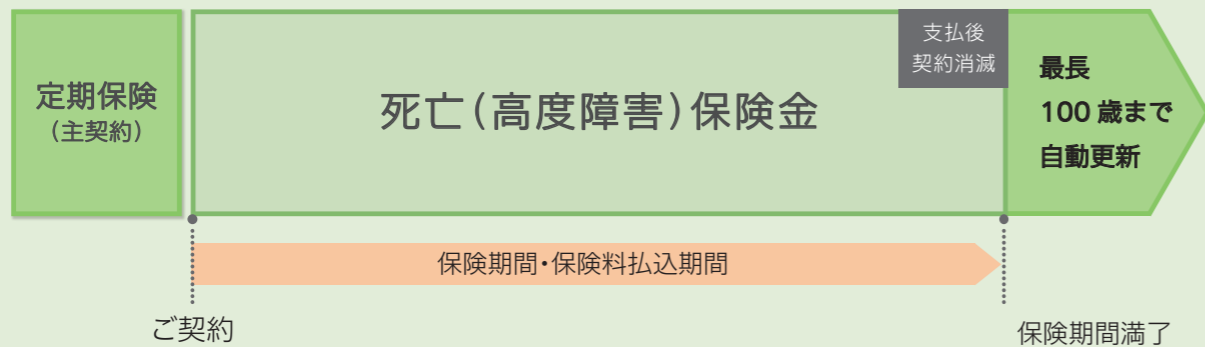 定期保険
（主契約）
死亡（高度障害）保険金
支払後
契約消滅
最長
100 歳まで
自動更新
保険期間・保険料払込期間
ご契約
保険期間満了